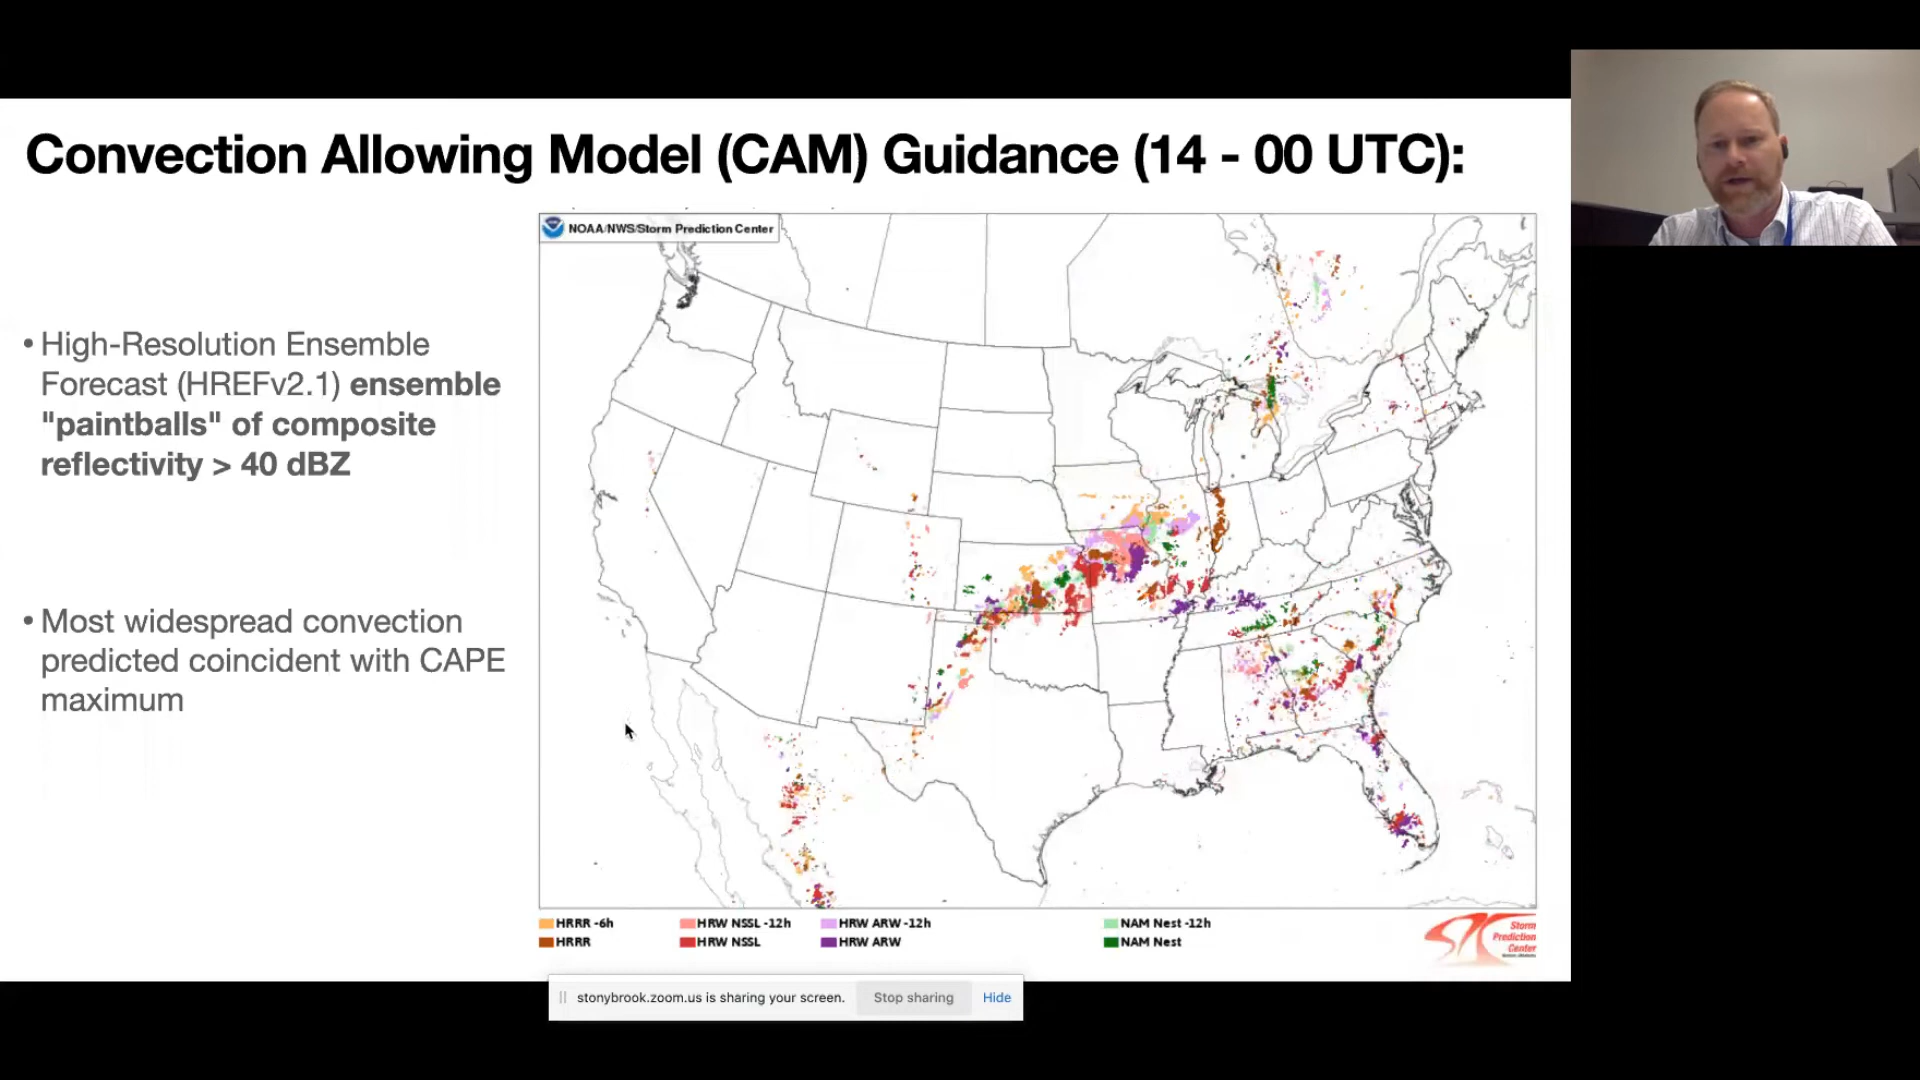 Convection Allowing Model (CAM) Guidance (14 - 00 UTC):
NOAA/NWS/Storm Prediction Center
• High-Resolution Ensemble
Forecast (HREFv2.1) ensemble
"paintballs" of composite
reflectivity > 40 dBZ
• Most widespread convection
predicted coincident with CAPE
maximum
HRRR -6h HRW NSSL -12h HRW ARW -12h NAM Nest -12h
HRRR HRW NSSL HRW ARW NAM Nest
Storm
Prediction
Center
stonybrook.zoom.us is sharing your screen. Stop sharing Hide